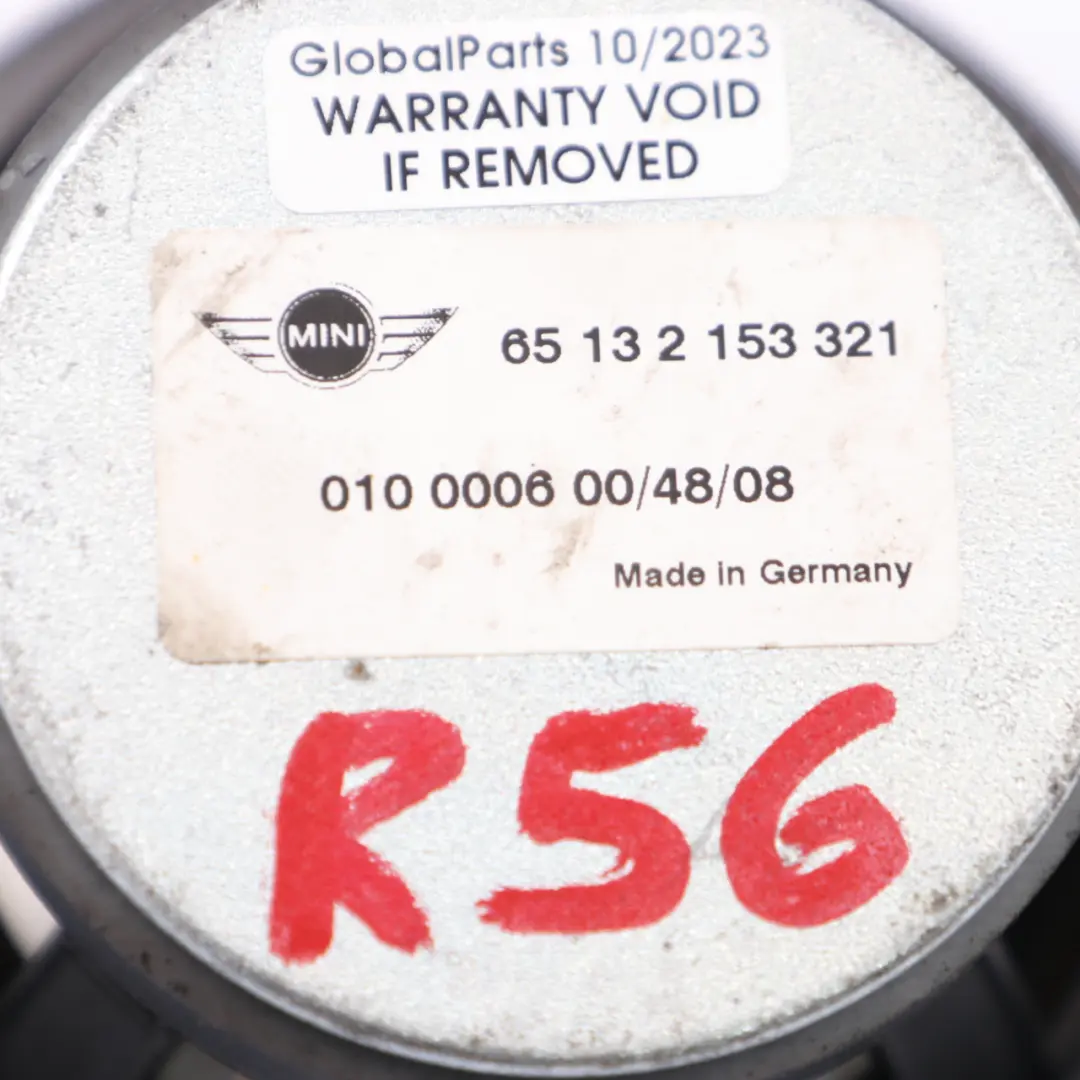 GlobalParts 10/2023
WARRANTY VOID
IF REMOVED
MINI
65 13 2 153 321
010 0006 00/48/08
Made in Germany
R56